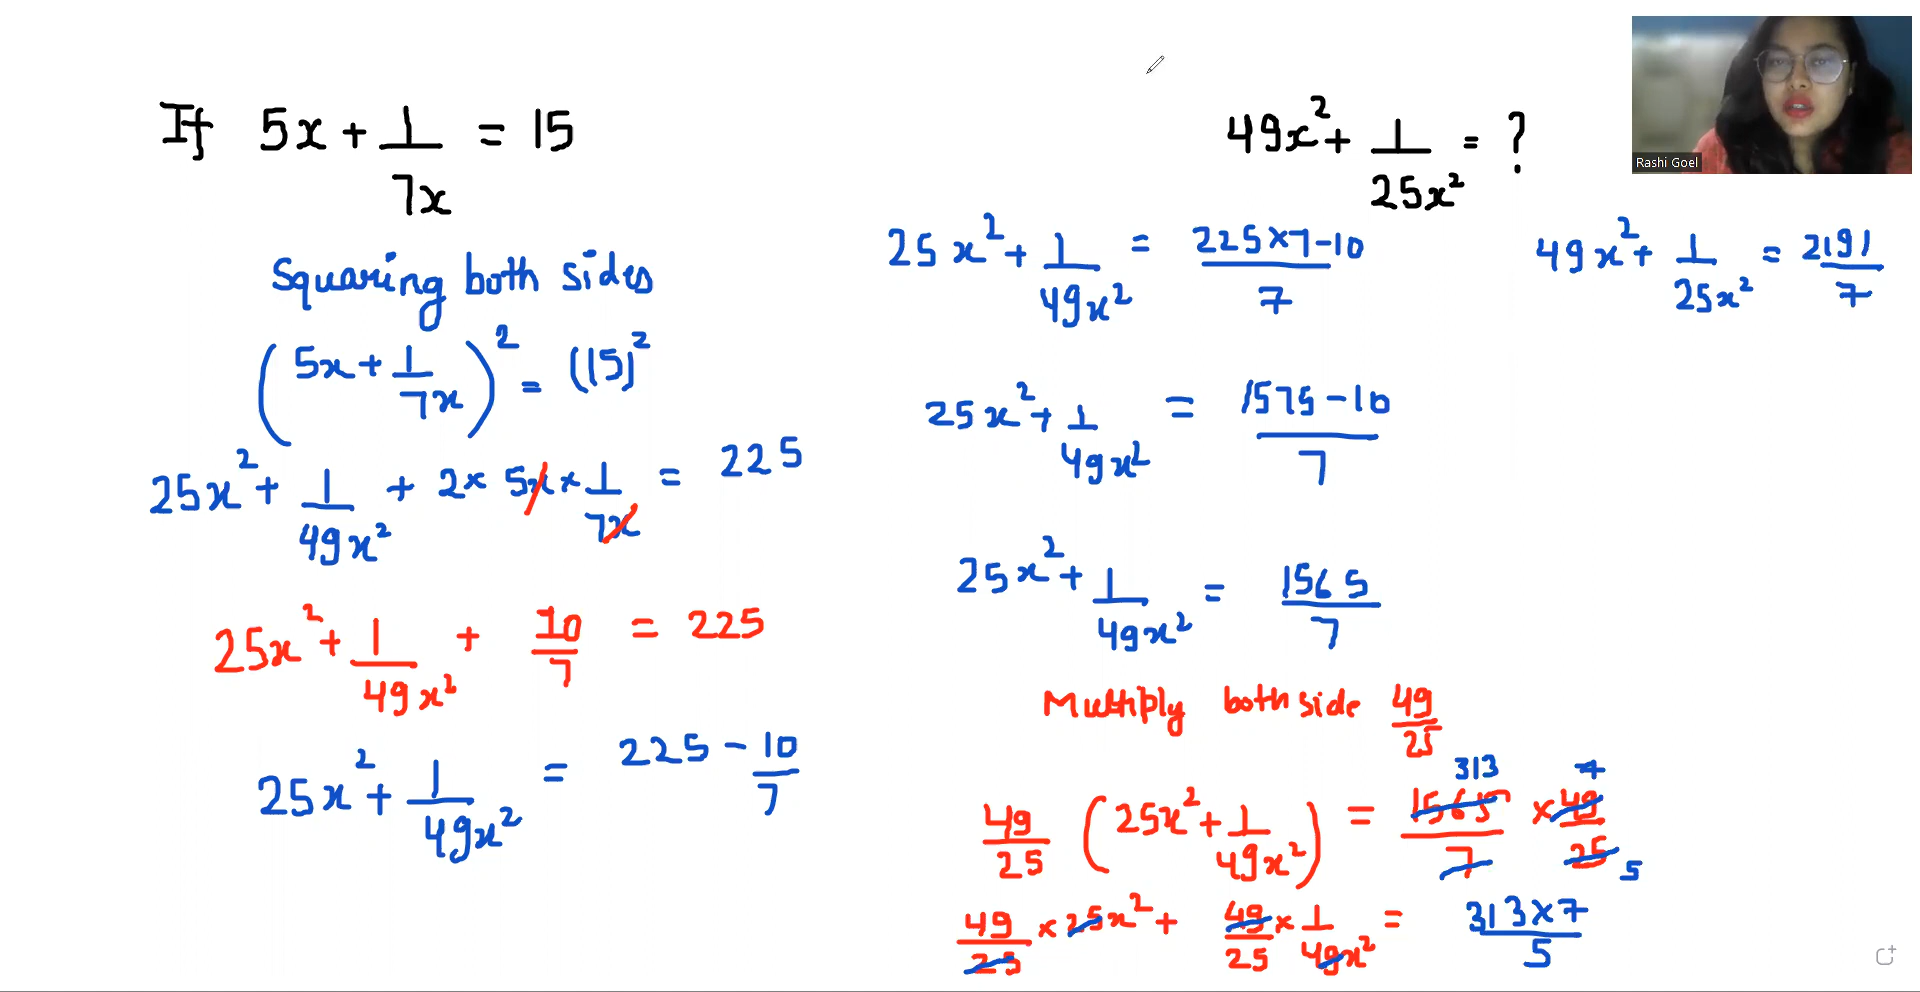 If 5x + 1/7x = 15
Squaring both sides
(5x + 1/7x)² = (15)²
25x² + 1/49x² + 2 × 5x × 1/7x = 225
25x² + 1/49x² + 10/7 = 225
25x² + 1/49x² = 225 - 10/7
49x² + 1/25x² = ?
25x² + 1/49x² = 225×7-10/7
25x² + 1/49x² = 1575-10/7
25x² + 1/49x² = 1565/7
Multiply both side 49/25
313 7
49/25 (25x² + 1/49x²) = 1565/7 × 49/25 5
49/25 × 25x² + 49/25 × 1/49x² = 313×7/5
49x² + 1/25x² = 2191/7
Rashi Goel